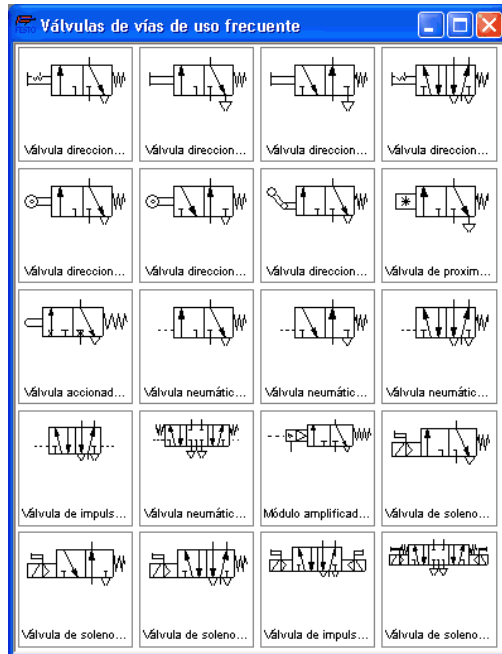 FESTO Válvulas de vías de uso frecuente
Válvula direccion... Válvula direccion... Válvula direccion... Válvula direccion...
Válvula direccion... Válvula direccion... Válvula direccion... Válvula de proxim...
Válvula accionad... Válvula neumátic... Válvula neumátic... Válvula neumátic...
Válvula de impuls... Válvula neumátic... Módulo amplificad... Válvula de soleno...
Válvula de soleno... Válvula de soleno... Válvula de impuls... Válvula de soleno...